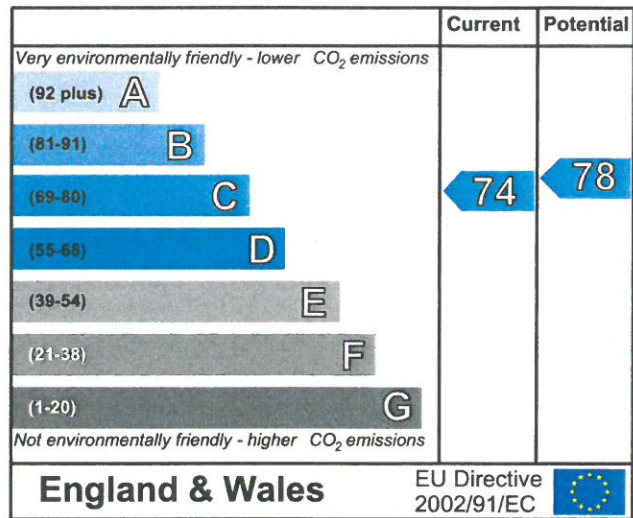 Current Potential
Very environmentally friendly - lower CO₂ emissions
(92 plus) A
(81-91) B
(69-80) C
(55-68) D
(39-54) E
(21-38) F
(1-20) G
74
78
Not environmentally friendly - higher CO₂ emissions
England & Wales
EU Directive
2002/91/EC